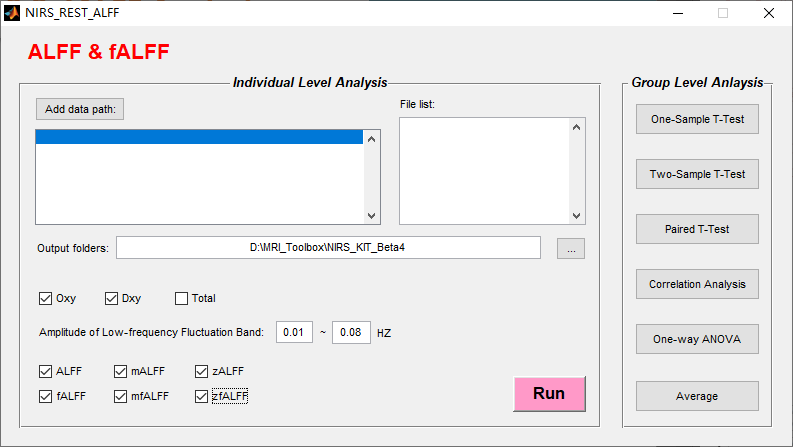 NIRS_REST_ALFF
ALFF & fALFF
Individual Level Analysis
Add data path:
File list:
Output folders:
D:\MRI_Toolbox\NIRS_KIT_Beta4
...
Oxy
Dxy
Total
Amplitude of Low-frequency Fluctuation Band:
0.01
~
0.08
HZ
ALFF
mALFF
zALFF
fALFF
mfALFF
zfALFF
Run
Group Level Anlaysis
One-Sample T-Test
Two-Sample T-Test
Paired T-Test
Correlation Analysis
One-way ANOVA
Average